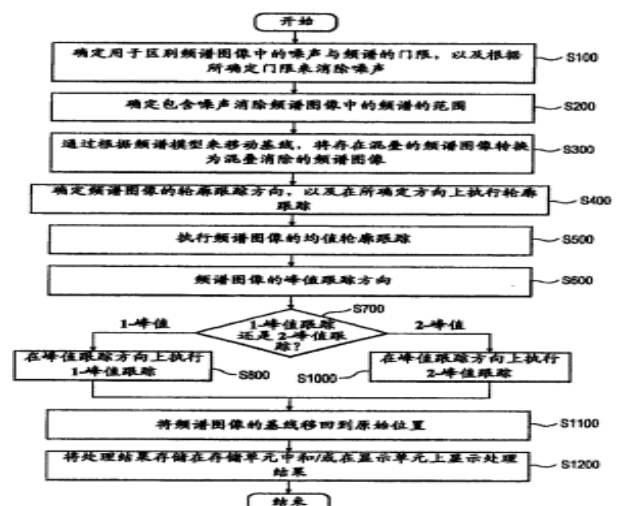 开始
确定用于区别频谱图像中的噪声与频谱的门限，以及根据
所确定门限来消除噪声
S100
确定包含噪声消除频谱图像中的频谱的范围
S200
通过根据频谱模型来移动基线，将存在混叠的频谱图像转换
为混叠消除的频谱图像
S300
确定频谱图像的轮廓跟踪方向，以及在所确定方向上执行轮廓
跟踪
S400
执行频谱图像的均值轮廓跟踪
S500
频谱图像的峰值跟踪方向
S600
S700
1-峰值
1-峰值跟踪
还是 2-峰值跟
踪？
2-峰值
在峰值跟踪方向上执行
1-峰值跟踪
S800
S1000
在峰值跟踪方向上执行
2-峰值跟踪
将频谱图像的基线移回到原始位置
S1100
将处理结果存储在存储单元中和/或在显示单元上显示处理
结果
S1200
结束